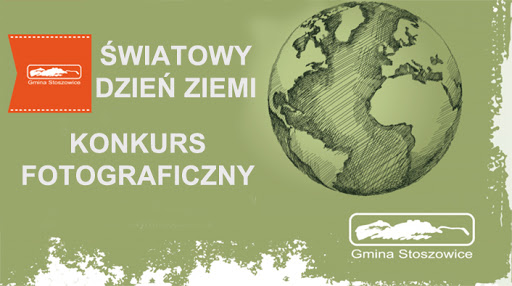 ŚWIATOWY
DZIEŃ ZIEMI
Gmina Stoszowice
KONKURS
FOTOGRAFICZNY
Gmina Stoszowice